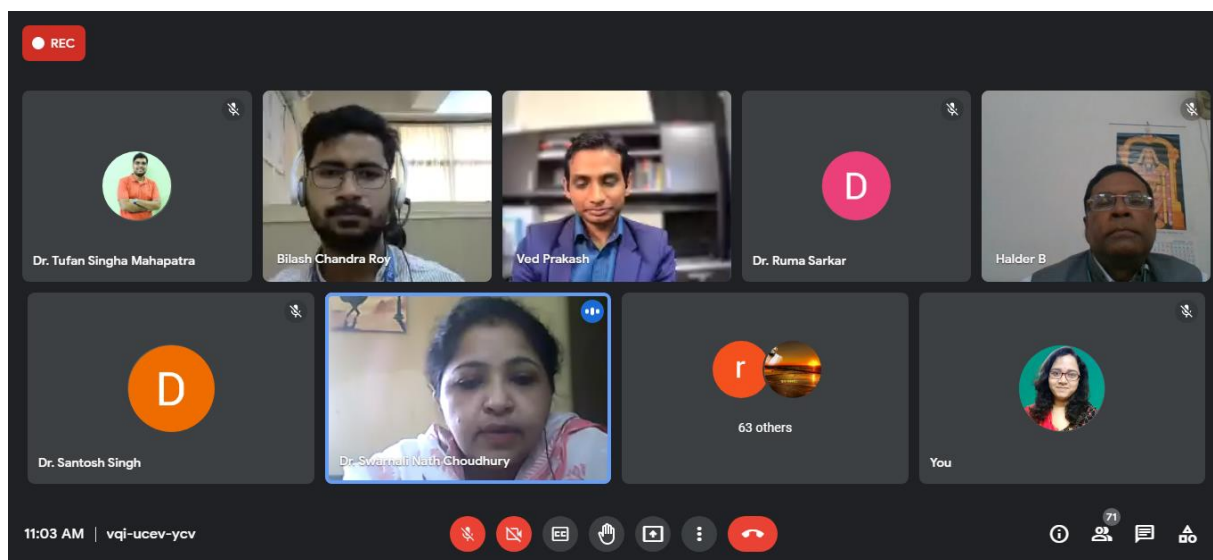 REC
Dr. Tufan Singha Mahapatra
Bilash Chandra Roy
Ved Prakash
D
Dr. Ruma Sarkar
Halder B
D
Dr. Santosh Singh
Dr. Swarnali Nath Choudhury
r
63 others
You
11:03 AM | vqi-ucev-ycv
CC
71